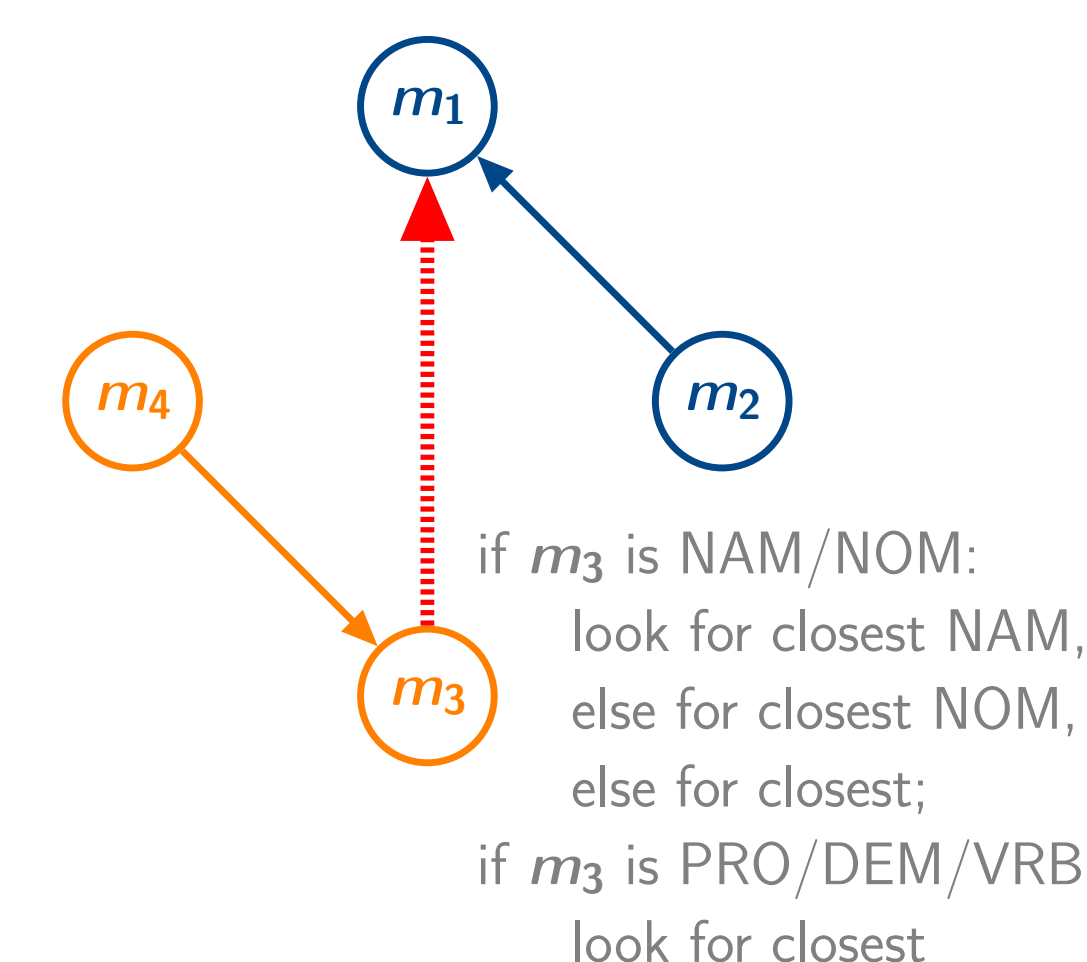 m₁
m₄
m₂
m₃
if m₃ is NAM/NOM:
look for closest NAM,
else for closest NOM,
else for closest;
if m₃ is PRO/DEM/VRB
look for closest